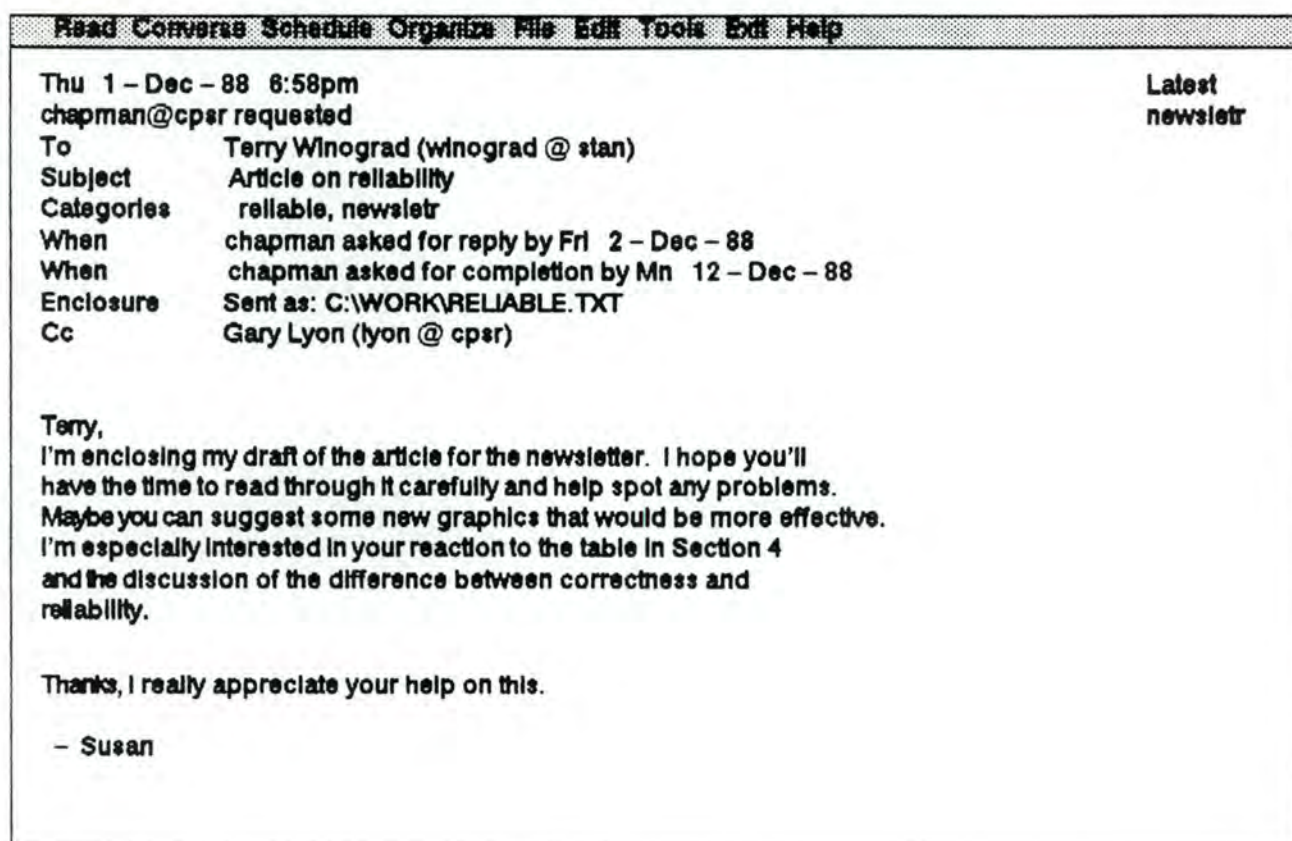 Read Converse Schedule Organize File Edit Tools Exit Help
Thu 1 – Dec – 88 6:58pm Latest
chapman@cpsr requested newsletr
To Terry Winograd (winograd @ stan)
Subject Article on reliability
Categories reliable, newsletr
When chapman asked for reply by Fri 2 – Dec – 88
When chapman asked for completion by Mn 12 – Dec – 88
Enclosure Sent as: C:\WORK\RELIABLE.TXT
Cc Gary Lyon (lyon @ cpsr)
Terry,
I'm enclosing my draft of the article for the newsletter. I hope you'll
have the time to read through it carefully and help spot any problems.
Maybe you can suggest some new graphics that would be more effective.
I'm especially interested in your reaction to the table in Section 4
and the discussion of the difference between correctness and
reliability.
Thanks, I really appreciate your help on this.
– Susan